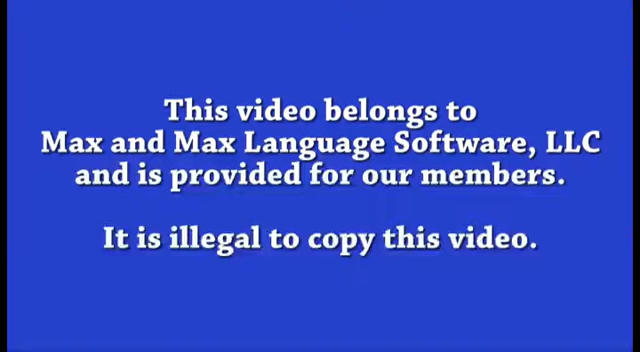 This video belongs to
Max and Max Language Software, LLC
and is provided for our members.
It is illegal to copy this video.